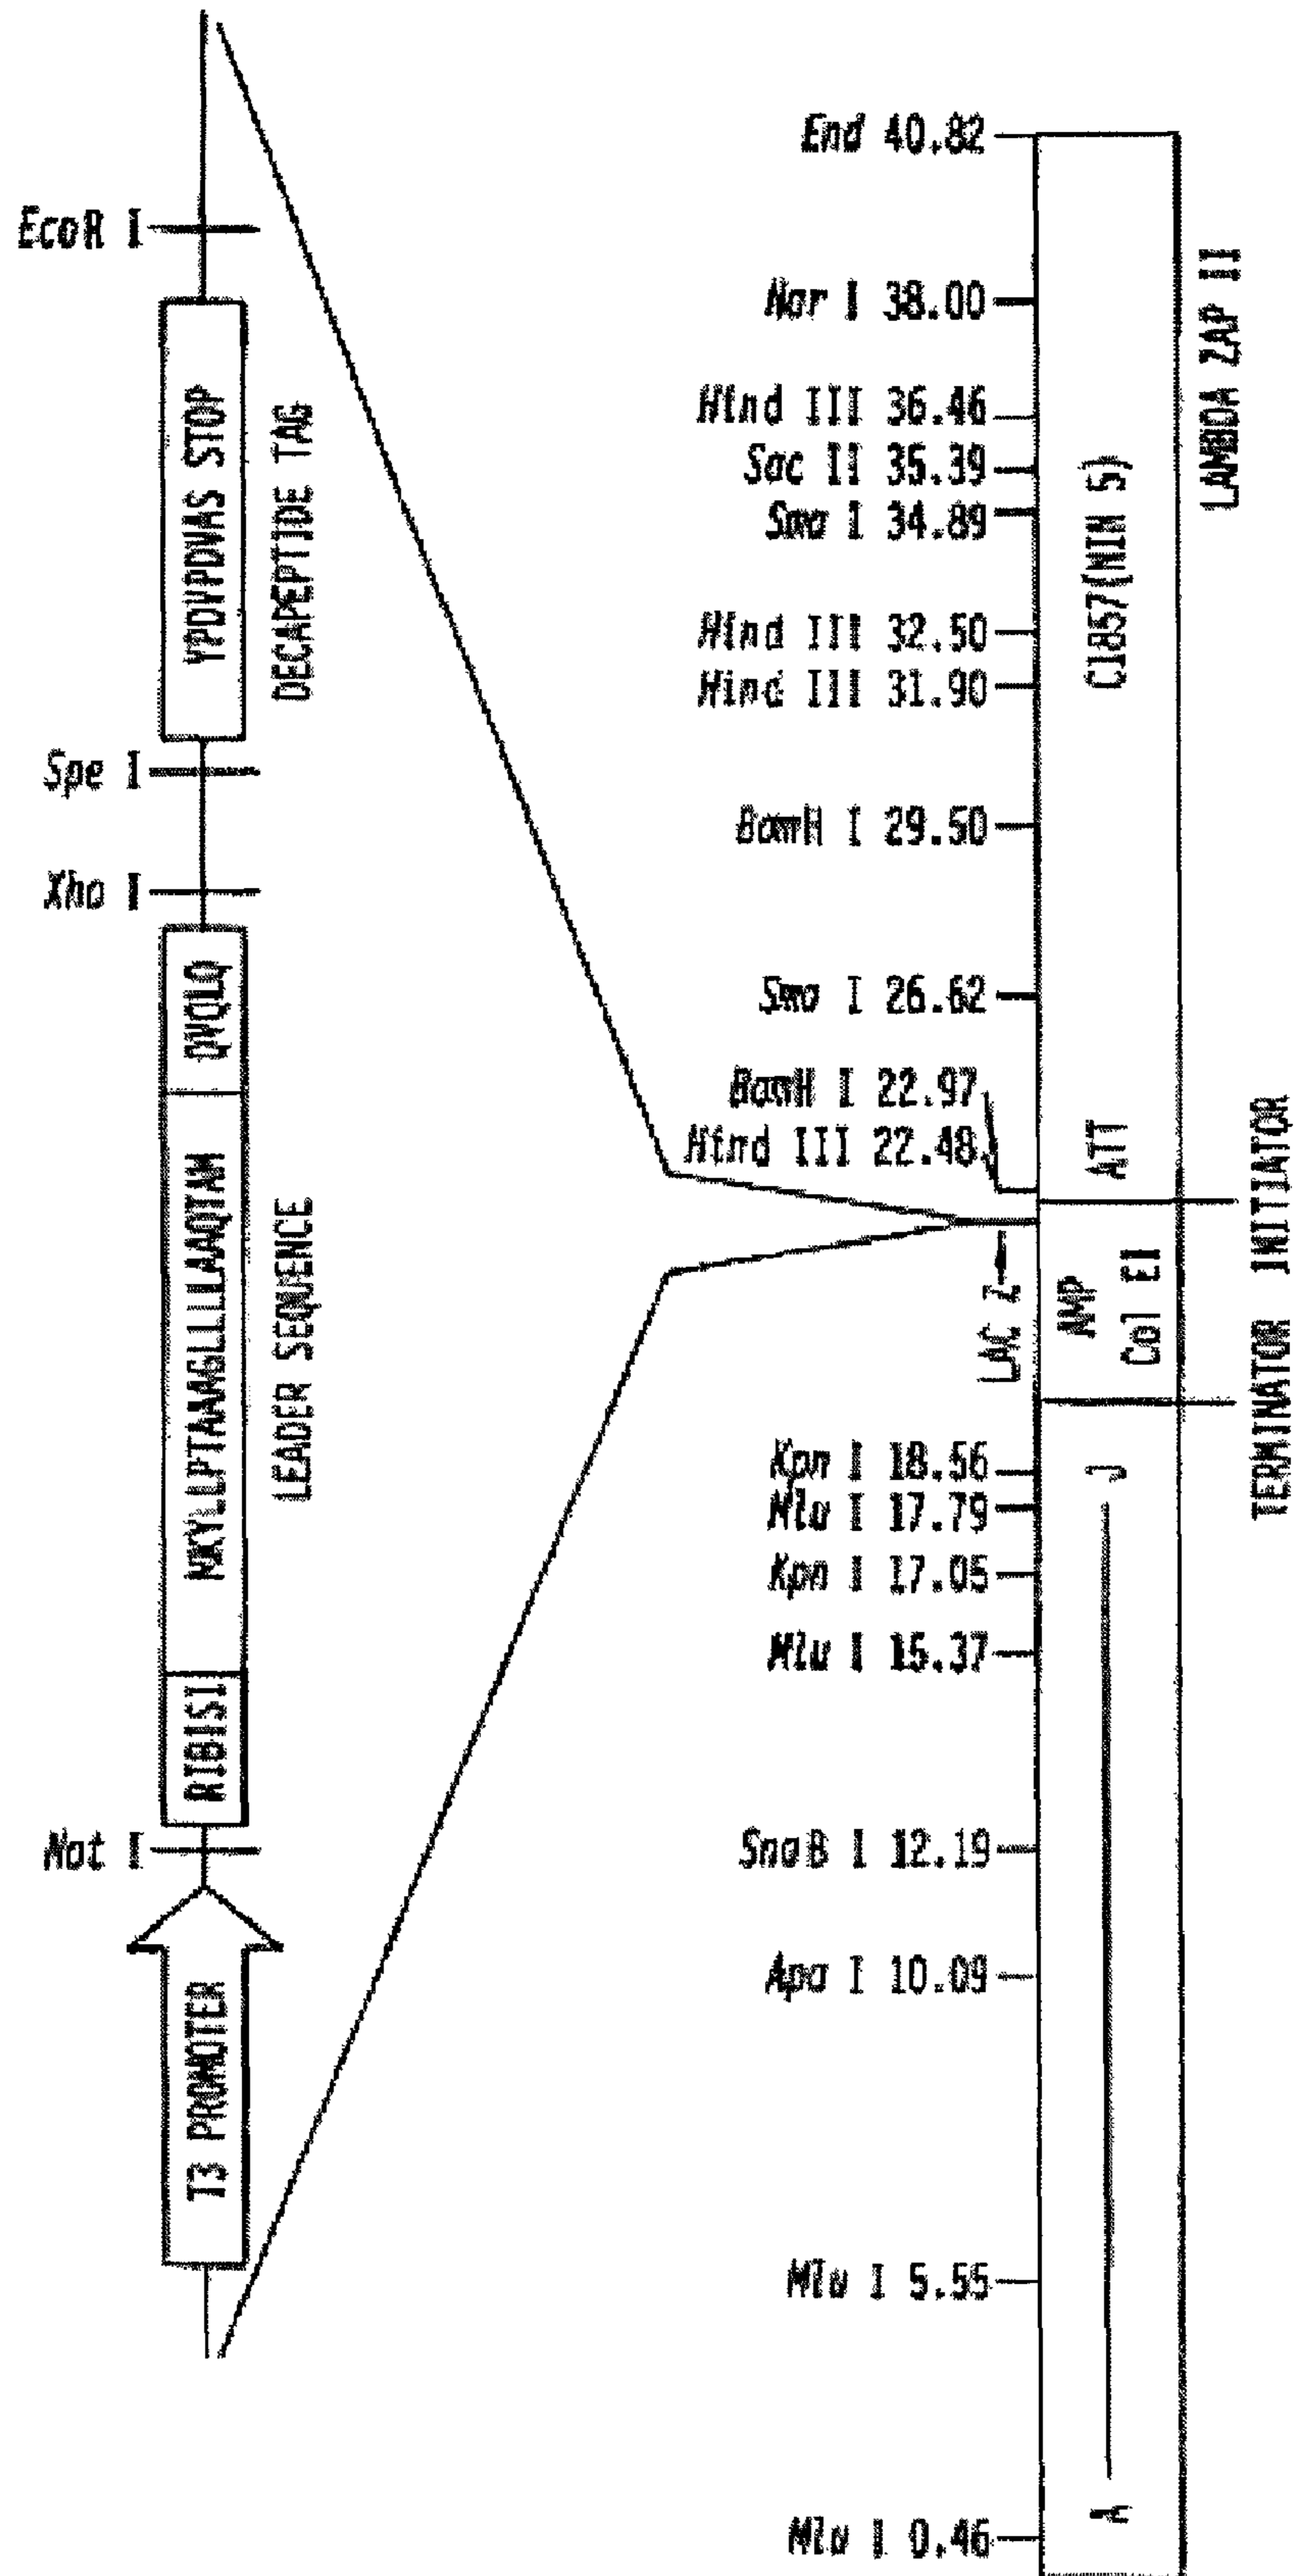 EcoR I
YPDVPDVAS STOP
DECAPEPTIDE TAG
Spe I
Xho I
QVQLQ
NKYLLPTAAAGLLLLAAQTAM
LEADER SEQUENCE
RIBISI
Not I
T3 PROMOTER
End 40.82
Nar I 38.00
Hind III 36.46
Sac II 35.39
Sma I 34.89
Hind III 32.50
Hind III 31.90
BamH I 29.50
Sma I 26.62
BamH I 22.97
Hind III 22.48
LAC Z
Kpn I 18.56
Mlu I 17.79
Kpn I 17.05
Mlu I 15.37
SnaB I 12.19
Apa I 10.09
Mlu I 5.55
Mlu I 0.46
C1857(NIN 5)
ATT
AMP
Col EI
J
A
LAMBDA ZAP II
INITIATOR
TERMINATOR